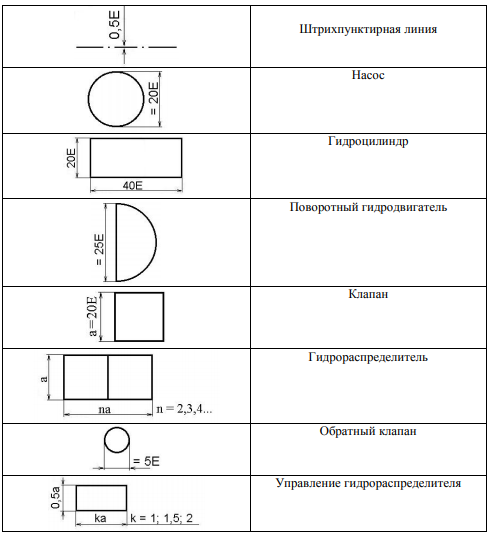 0,5E
Штрихпунктирная линия
= 20E
Насос
20E
40E
Гидроцилиндр
= 25E
Поворотный гидродвигатель
a=20E
Клапан
a
na
n = 2,3,4...
Гидрораспределитель
= 5E
Обратный клапан
0,5a
ka
k = 1; 1,5; 2
Управление гидрораспределителя